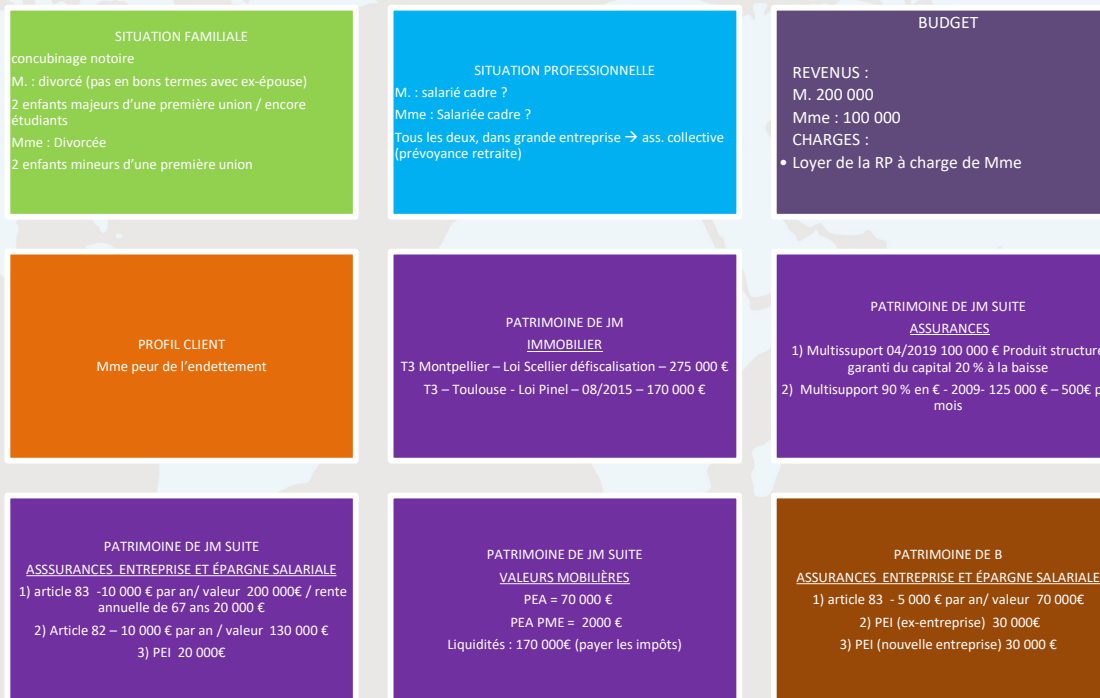 SITUATION FAMILIALE
concubinage notoire
M. : divorcé (pas en bons termes avec ex-épouse)
2 enfants majeurs d'une première union / encore
étudiants
Mme : Divorcée
2 enfants mineurs d'une première union
SITUATION PROFESSIONNELLE
M. : salarié cadre ?
Mme : Salariée cadre ?
Tous les deux, dans grande entreprise → ass. collective
(prévoyance retraite)
BUDGET
REVENUS :
M. 200 000
Mme : 100 000
CHARGES :
• Loyer de la RP à charge de Mme
PROFIL CLIENT
Mme peur de l'endettement
PATRIMOINE DE JM
IMMOBILIER
T3 Montpellier – Loi Scellier défiscalisation – 275 000 €
T3 – Toulouse - Loi Pinel – 08/2015 – 170 000 €
PATRIMOINE DE JM SUITE
ASSURANCES
1) Multissuport 04/2019 100 000 € Produit structur
garanti du capital 20 % à la baisse
2) Multisupport 90 % en € - 2009- 125 000 € – 500€ p
mois
PATRIMOINE DE JM SUITE
ASSSURANCES ENTREPRISE ET ÉPARGNE SALARIALE
1) article 83 -10 000 € par an/ valeur 200 000€ / rente
annuelle de 67 ans 20 000 €
2) Article 82 – 10 000 € par an / valeur 130 000 €
3) PEI 20 000€
PATRIMOINE DE JM SUITE
VALEURS MOBILIÈRES
PEA = 70 000 €
PEA PME = 2000 €
Liquidités : 170 000€ (payer les impôts)
PATRIMOINE DE B
ASSURANCES ENTREPRISE ET ÉPARGNE SALARIALE
1) article 83 - 5 000 € par an/ valeur 70 000€
2) PEI (ex-entreprise) 30 000€
3) PEI (nouvelle entreprise) 30 000 €